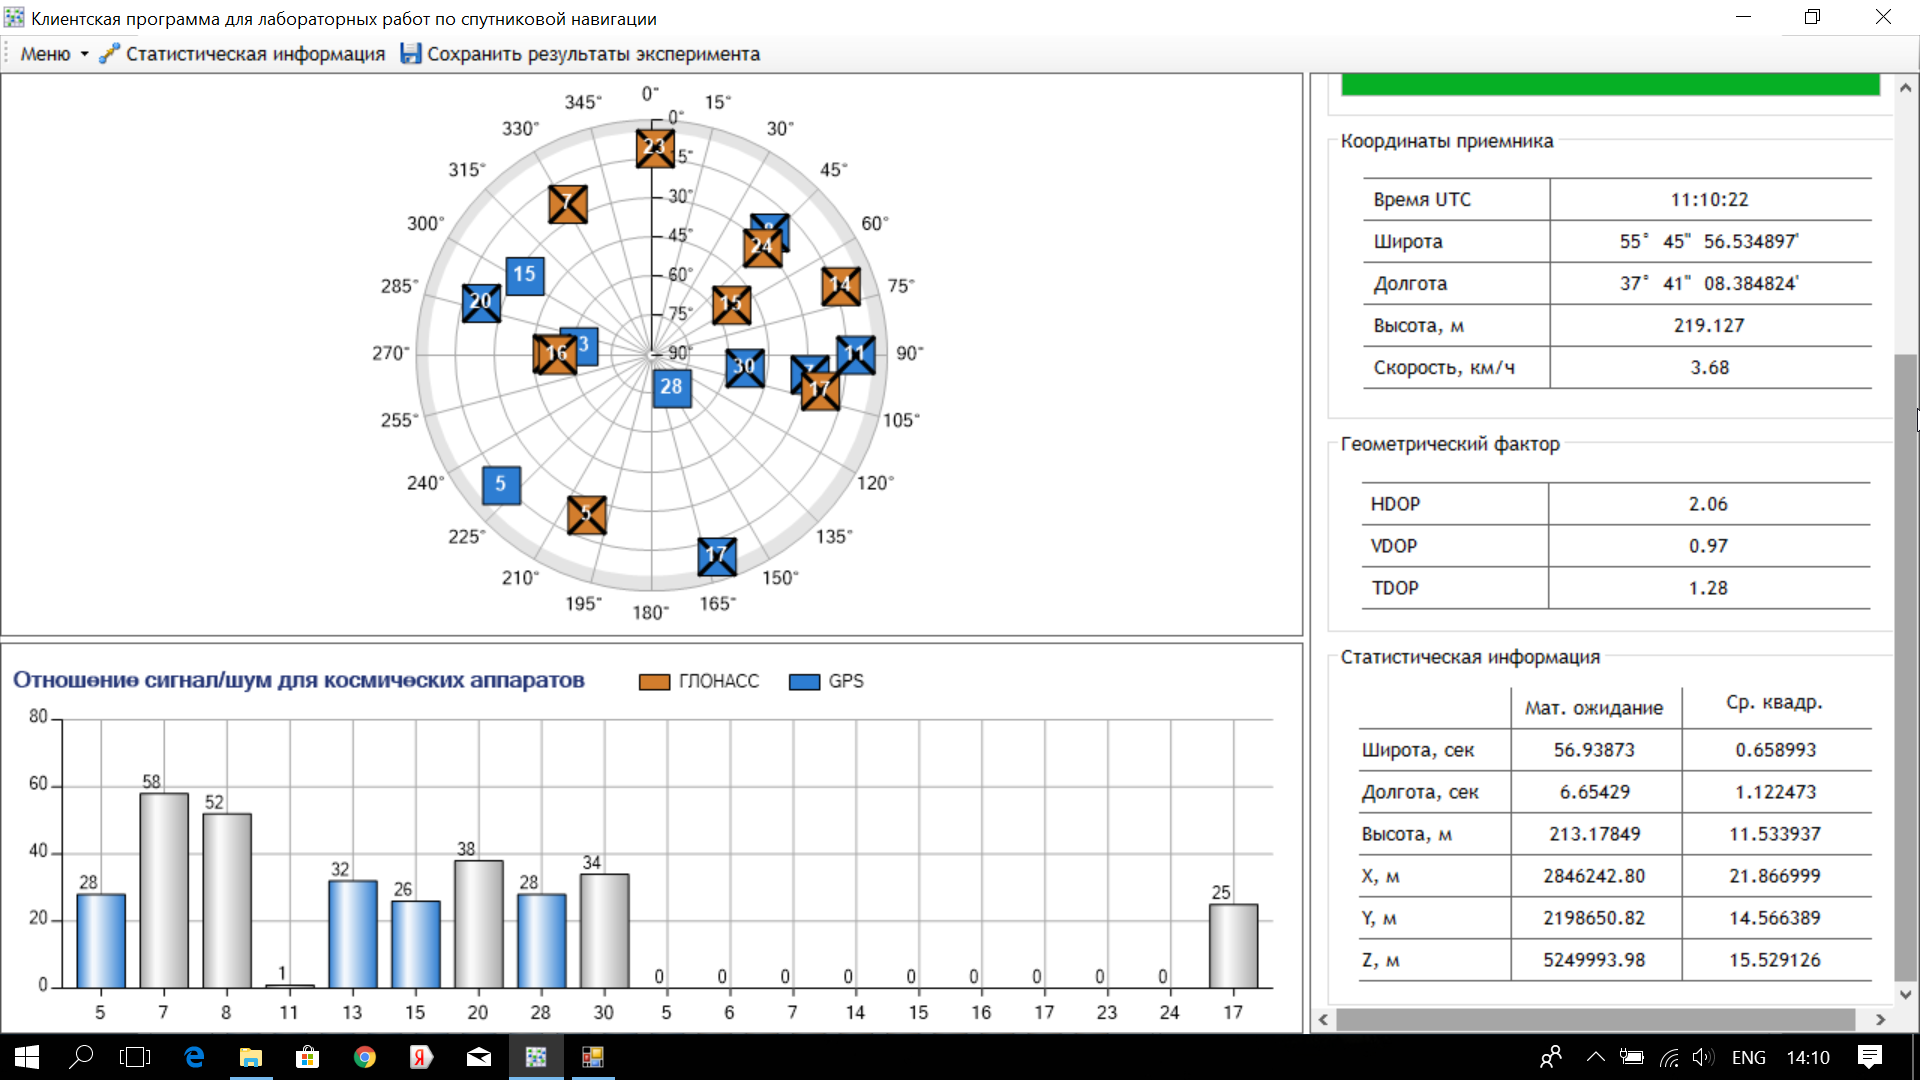 Клиентская программа для лабораторных работ по спутниковой навигации
Меню Статистическая информация Сохранить результаты эксперимента
0° 15° 30° 45° 60° 75° 90° 105° 120° 135° 150° 165° 180° 195° 210° 225° 240° 255° 270° 285° 300° 315° 330° 345°
0°
5°
30°
45°
60°
75°
90°
23
7
24
15
14
15
20
16
3
30
11
17
28
5
5
17
Координаты приемника
Время UTC 11:10:22
Широта 55° 45" 56.534897'
Долгота 37° 41" 08.384824'
Высота, м 219.127
Скорость, км/ч 3.68
Геометрический фактор
HDOP 2.06
VDOP 0.97
TDOP 1.28
Статистическая информация
Мат. ожидание Ср. квадр.
Широта, сек 56.93873 0.658993
Долгота, сек 6.65429 1.122473
Высота, м 213.17849 11.533937
X, м 2846242.80 21.866999
Y, м 2198650.82 14.566389
Z, м 5249993.98 15.529126
Отношение сигнал/шум для космических аппаратов ГЛОНАСС GPS
80
60
40
20
0
28 58 52 1 32 26 38 28 34 0 0 0 0 0 0 0 0 0 25
5 7 8 11 13 15 20 28 30 5 6 7 14 15 16 17 23 24 17
ENG 14:10